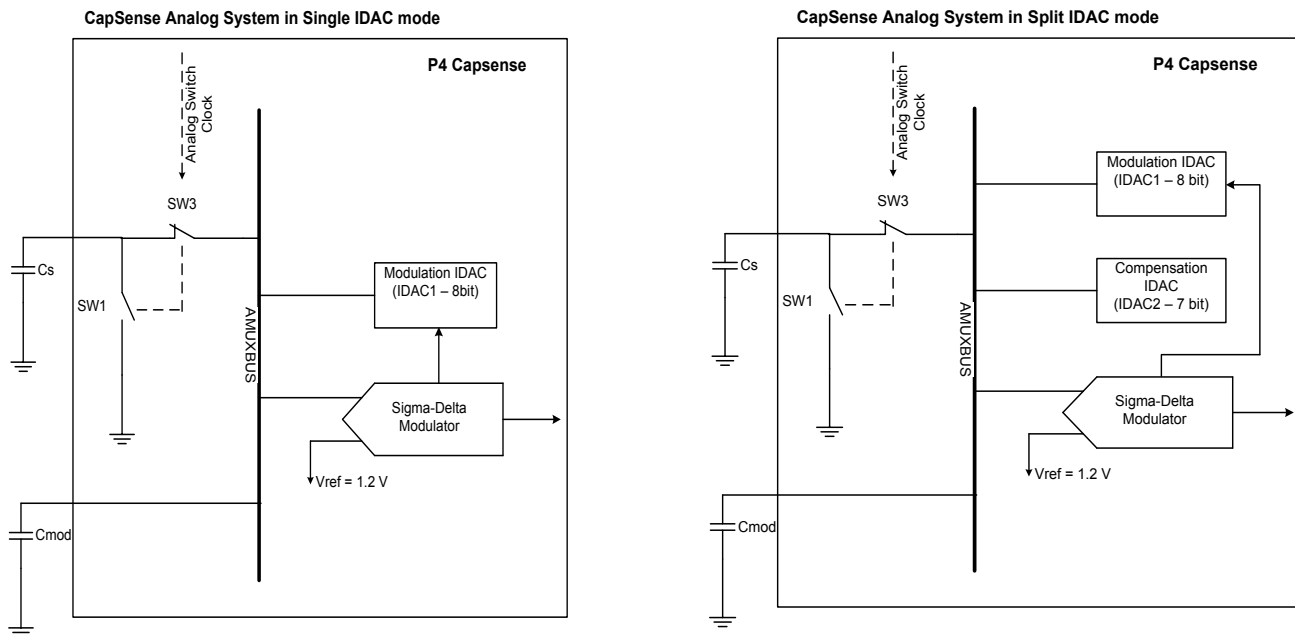 CapSense Analog System in Single IDAC mode
P4 Capsense
Analog Switch
Clock
SW3
Cs
SW1
AMUXBUS
Modulation IDAC
(IDAC1 – 8bit)
Sigma-Delta
Modulator
Vref = 1.2 V
Cmod
CapSense Analog System in Split IDAC mode
P4 Capsense
Analog Switch
Clock
SW3
Cs
SW1
AMUXBUS
Modulation IDAC
(IDAC1 – 8 bit)
Compensation
IDAC
(IDAC2 – 7 bit)
Sigma-Delta
Modulator
Vref = 1.2 V
Cmod